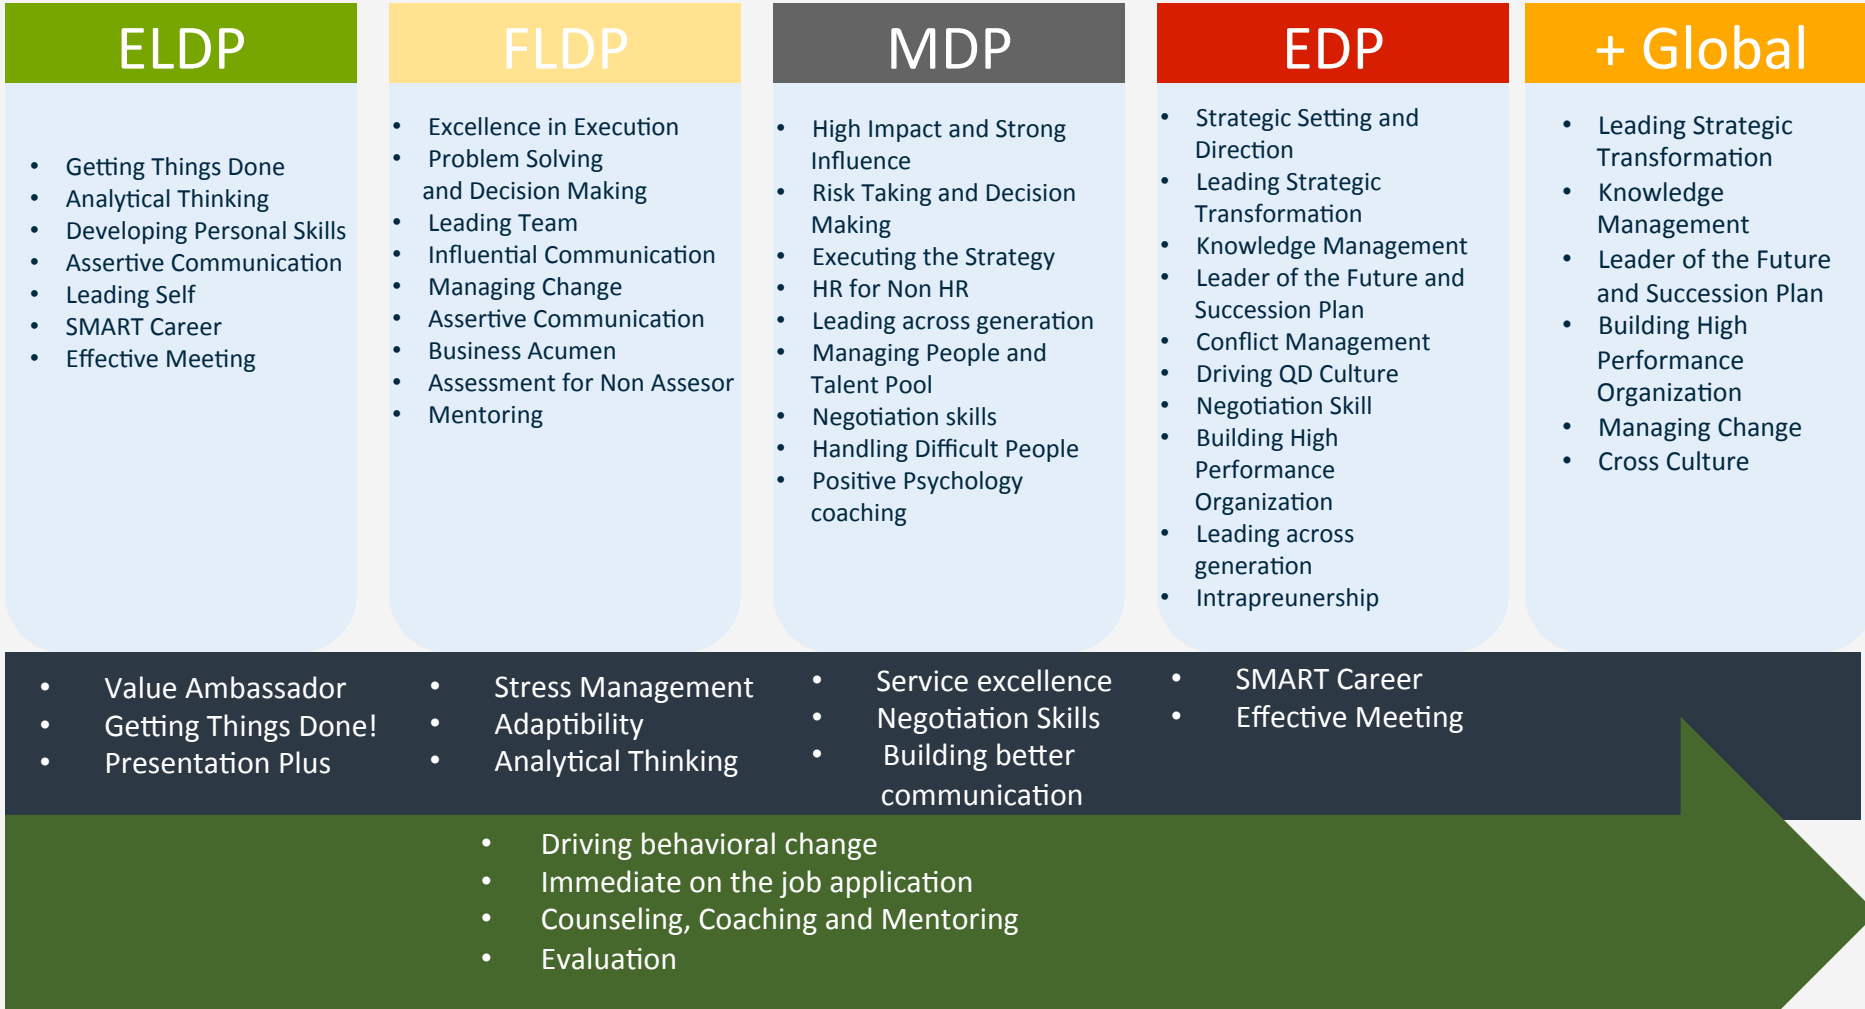 ELDP
• Getting Things Done
• Analytical Thinking
• Developing Personal Skills
• Assertive Communication
• Leading Self
• SMART Career
• Effective Meeting
FLDP
• Excellence in Execution
• Problem Solving
and Decision Making
• Leading Team
• Influential Communication
• Managing Change
• Assertive Communication
• Business Acumen
• Assessment for Non Assesor
• Mentoring
MDP
• High Impact and Strong
Influence
• Risk Taking and Decision
Making
• Executing the Strategy
• HR for Non HR
• Leading across generation
• Managing People and
Talent Pool
• Negotiation skills
• Handling Difficult People
• Positive Psychology
coaching
EDP
• Strategic Setting and
Direction
• Leading Strategic
Transformation
• Knowledge Management
• Leader of the Future and
Succession Plan
• Conflict Management
• Driving QD Culture
• Negotiation Skill
• Building High
Performance
Organization
• Leading across
generation
• Intrapreunership
+ Global
• Leading Strategic
Transformation
• Knowledge
Management
• Leader of the Future
and Succession Plan
• Building High
Performance
Organization
• Managing Change
• Cross Culture
• Value Ambassador
• Getting Things Done!
• Presentation Plus
• Stress Management
• Adaptibility
• Analytical Thinking
• Service excellence
• Negotiation Skills
• Building better
communication
• SMART Career
• Effective Meeting
• Driving behavioral change
• Immediate on the job application
• Counseling, Coaching and Mentoring
• Evaluation